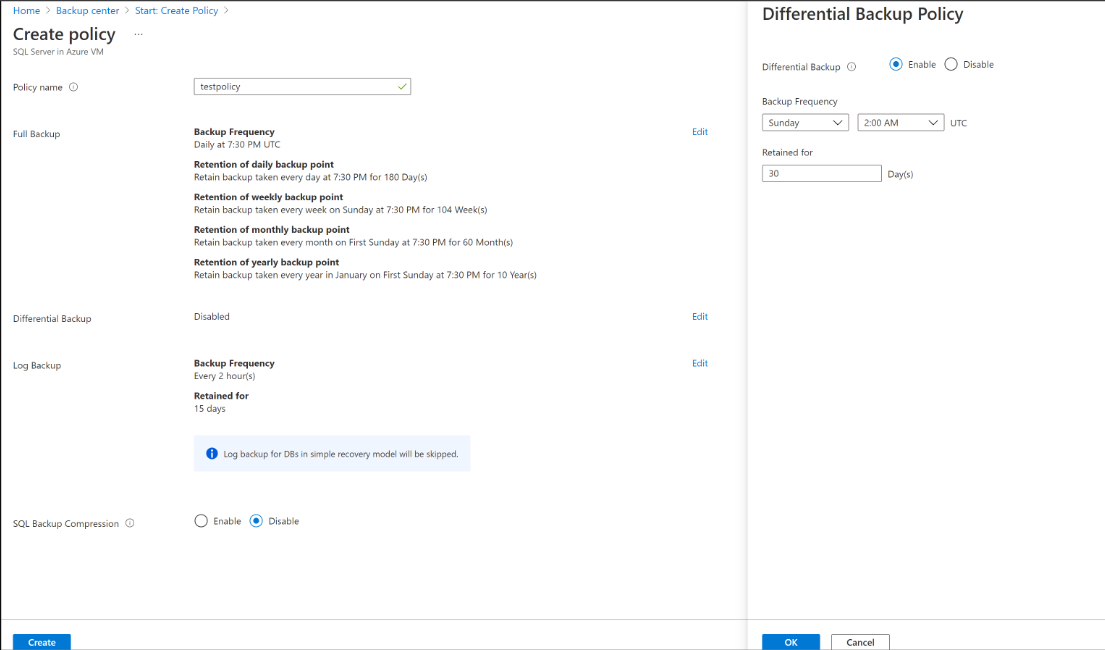 Home > Backup center > Start: Create Policy >
Create policy ...
SQL Server in Azure VM
Policy name
testpolicy
Full Backup
Backup Frequency
Edit
Daily at 7:30 PM UTC
Retention of daily backup point
Retain backup taken every day at 7:30 PM for 180 Day(s)
Retention of weekly backup point
Retain backup taken every week on Sunday at 7:30 PM for 104 Week(s)
Retention of monthly backup point
Retain backup taken every month on First Sunday at 7:30 PM for 60 Month(s)
Retention of yearly backup point
Retain backup taken every year in January on First Sunday at 7:30 PM for 10 Year(s)
Differential Backup
Disabled
Edit
Log Backup
Backup Frequency
Edit
Every 2 hour(s)
Retained for
15 days
Log backup for DBs in simple recovery model will be skipped.
SQL Backup Compression
Enable
Disable
Create
Differential Backup Policy
Differential Backup
Enable
Disable
Backup Frequency
Sunday
2:00 AM
UTC
Retained for
30
Day(s)
OK
Cancel